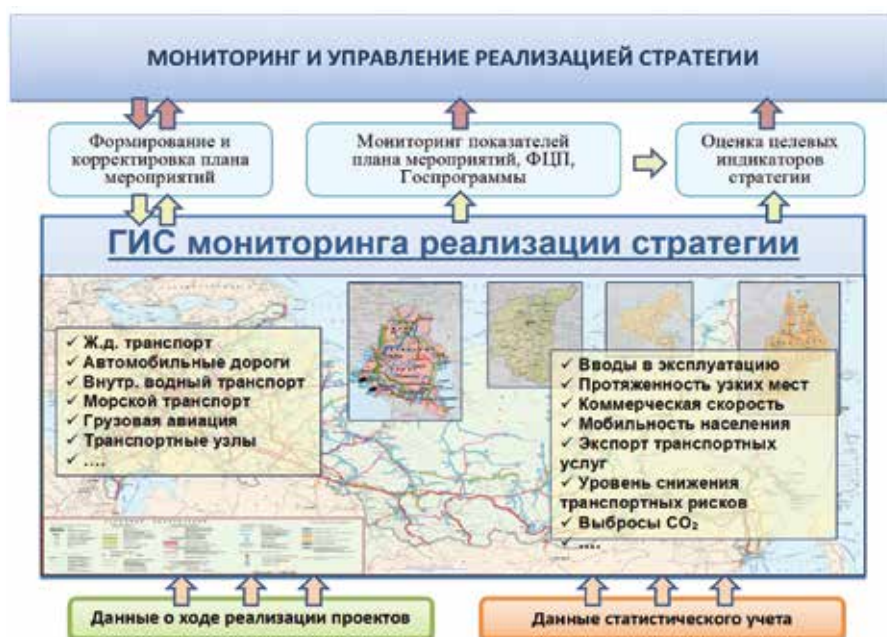 МОНИТОРИНГ И УПРАВЛЕНИЕ РЕАЛИЗАЦИЕЙ СТРАТЕГИИ
Формирование и
корректировка плана
мероприятий
Мониторинг показателей
плана мероприятий, ФЦП,
Госпрограммы
Оценка целевых
индикаторов
стратегии
ГИС мониторинга реализации стратегии
✓ Ж.д. транспорт
✓ Автомобильные дороги
✓ Внутр. водный транспорт
✓ Морской транспорт
✓ Грузовая авиация
✓ Транспортные узлы
✓ ....
✓ Вводы в эксплуатацию
✓ Протяженность узких мест
✓ Коммерческая скорость
✓ Мобильность населения
✓ Экспорт транспортных
услуг
✓ Уровень снижения
транспортных рисков
✓ Выбросы CO₂
✓ ....
Данные о ходе реализации проектов
Данные статистического учета